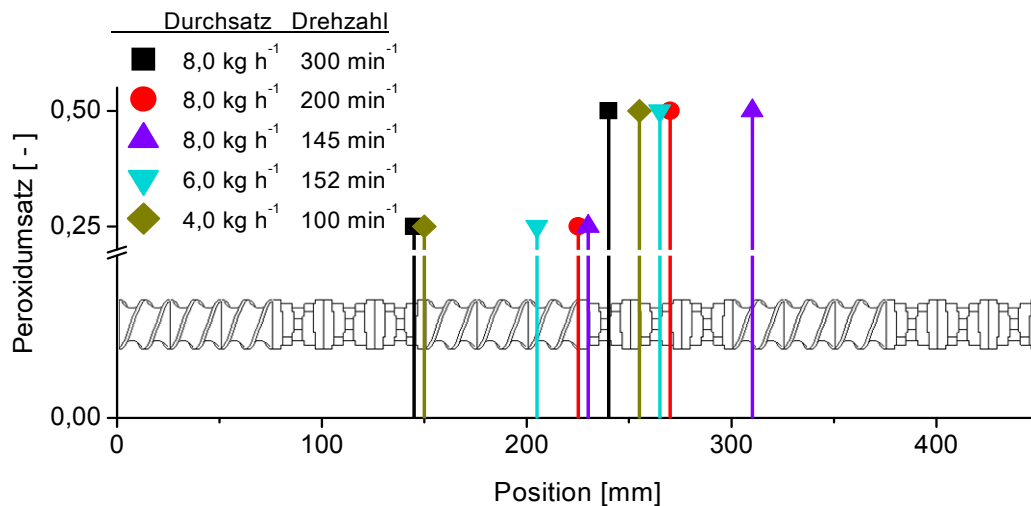 Durchsatz Drehzahl
8,0 kg h⁻¹ 300 min⁻¹
8,0 kg h⁻¹ 200 min⁻¹
8,0 kg h⁻¹ 145 min⁻¹
6,0 kg h⁻¹ 152 min⁻¹
4,0 kg h⁻¹ 100 min⁻¹
Peroxidumsatz [ - ]
0,50
0,25
0,00
0 100 200 300 400
Position [mm]